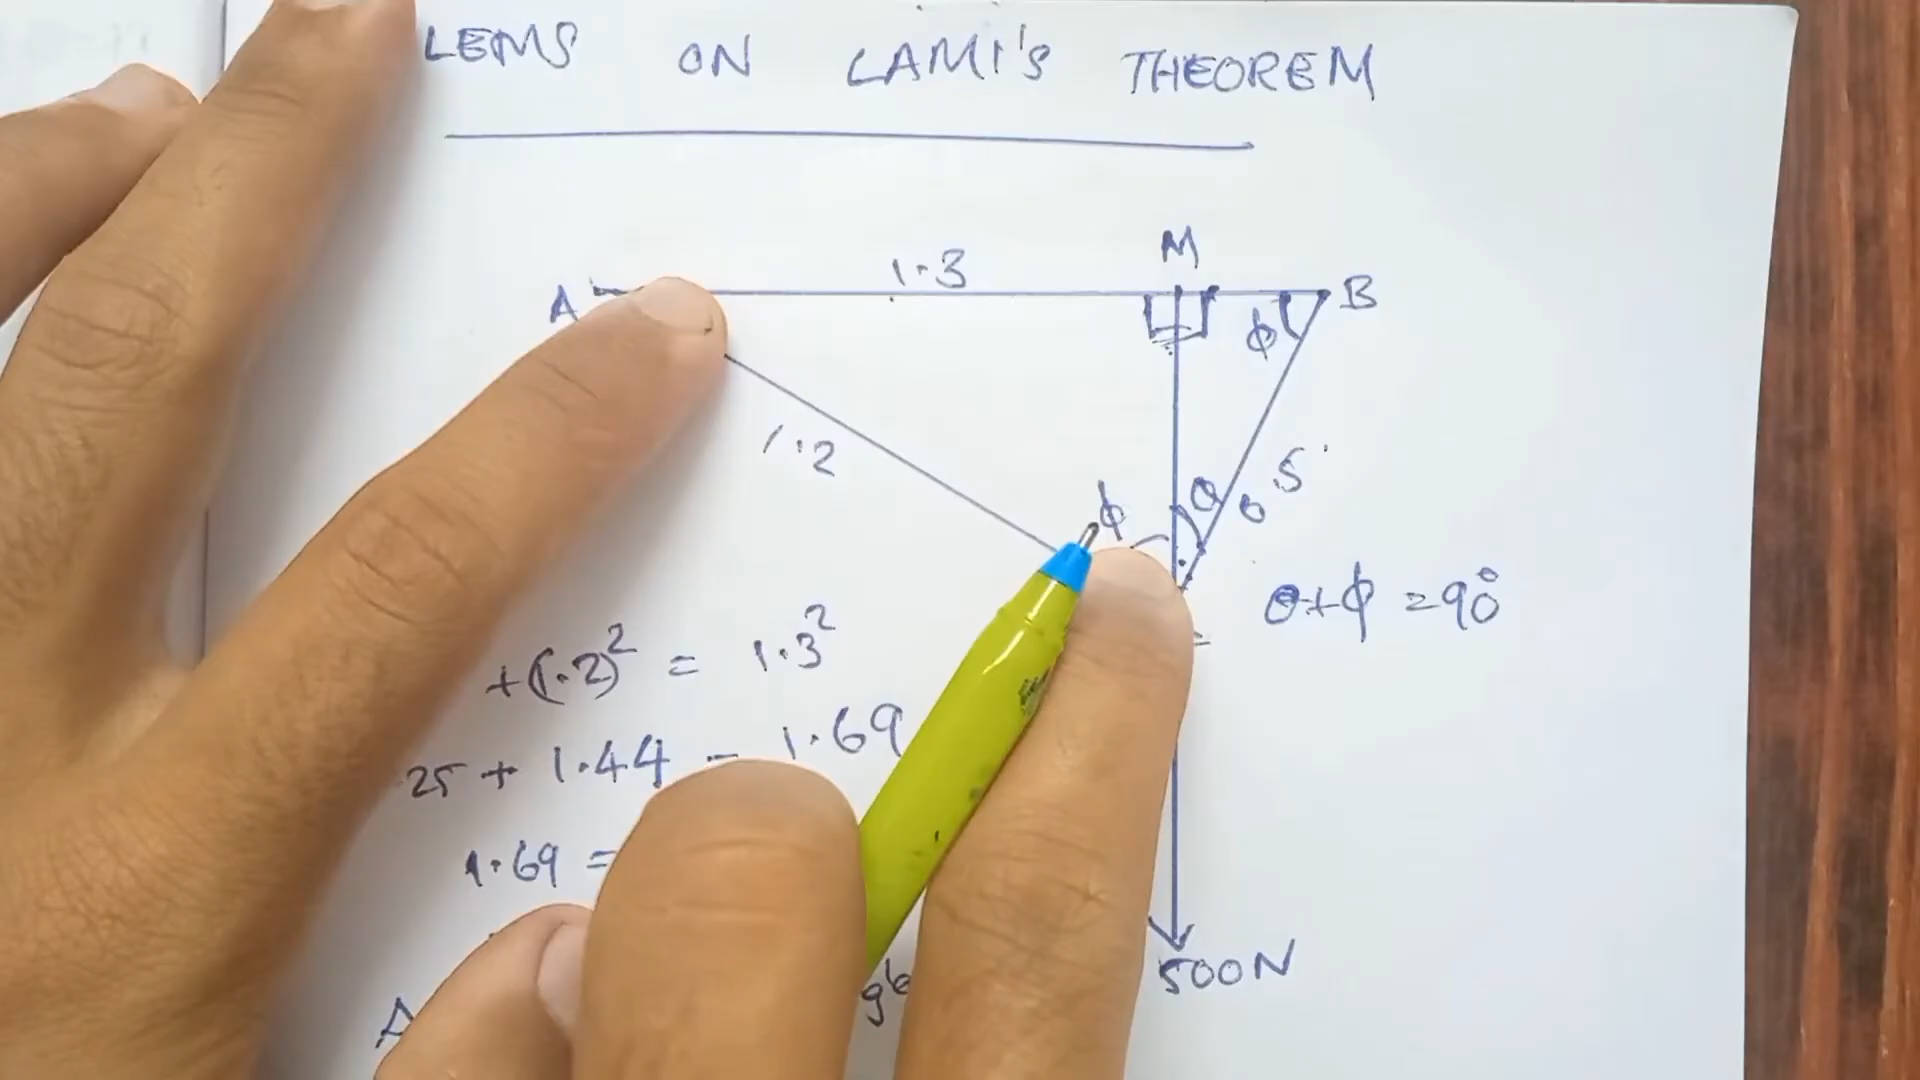 LEMS ON LAMI'S THEOREM
M
1.3
A
B
ϕ
1.2
ϕ θ 0.5
θ+ϕ = 90°
+(1.2)² = 1.3²
25 + 1.44 = 1.69
1.69 =
500N
A